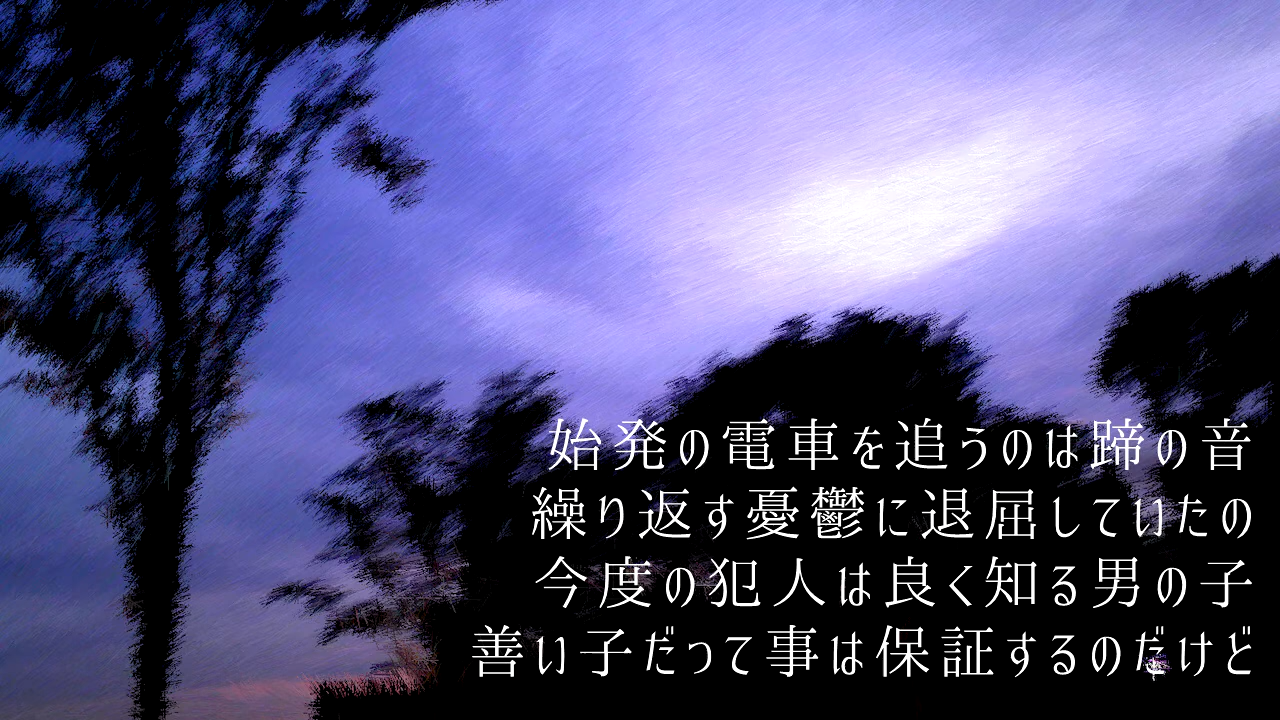 始発の電車を追うのは蹄の音
繰り返す憂鬱に退屈していたの
今度の犯人は良く知る男の子
善い子だって事は保証するのだけど